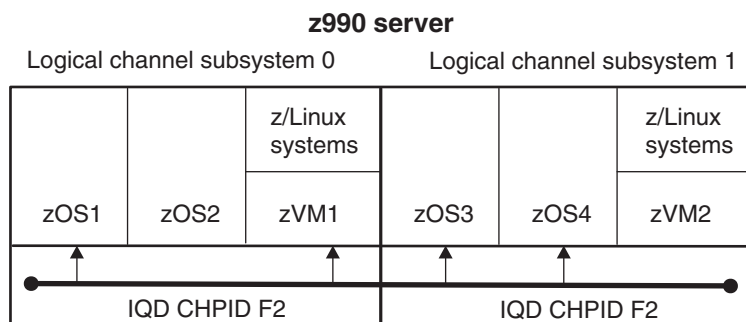 z990 server
Logical channel subsystem 0
Logical channel subsystem 1
z/Linux
systems
z/Linux
systems
zOS1
zOS2
zVM1
zOS3
zOS4
zVM2
IQD CHPID F2
IQD CHPID F2